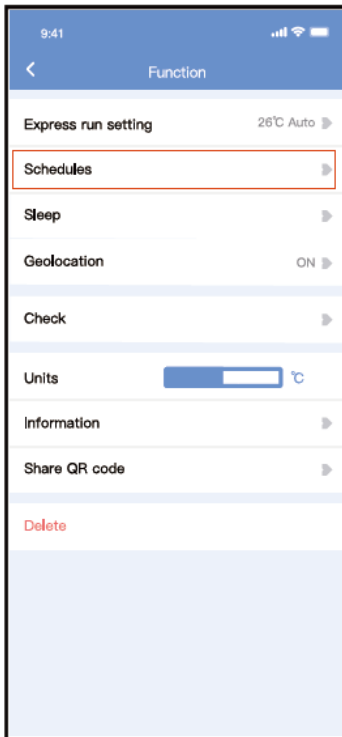 9:41
Function
Express run setting 26℃ Auto
Schedules
Sleep
Geolocation ON
Check
Units ℃
Information
Share QR code
Delete